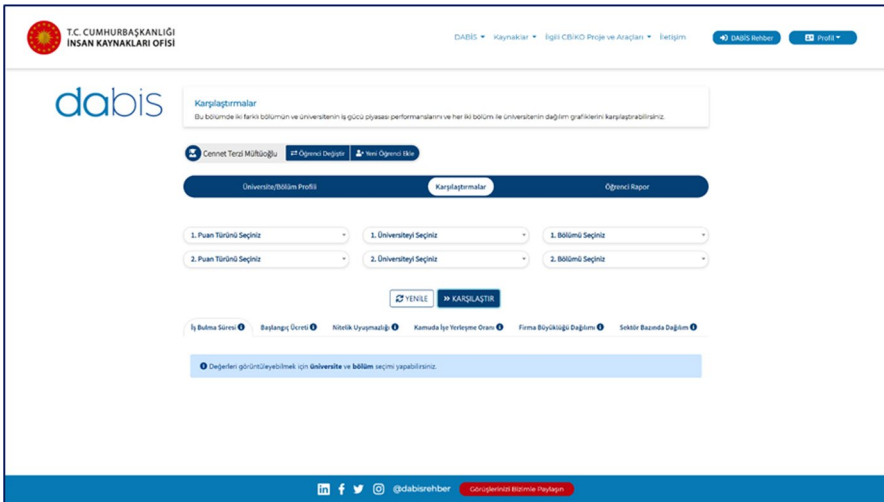 T.C. CUMHURBAŞKANLIĞI
İNSAN KAYNAKLARI OFİSİ
DABİS Kaynaklar İlgili CBİKO Proje ve Araçları İletişim DABİS Rehber Profil
dabis
Karşılaştırmalar
Bu bölümde iki farklı bölümün ve üniversitenin iş gücü piyasası performanslarını ve her iki bölüm ile üniversitenin dağılım grafiklerini karşılaştırabilirsiniz.
Cennet Terzi Müftüoğlu Öğrenci Değiştir Yeni Öğrenci Ekle
Üniversite/Bölüm Profili Karşılaştırmalar Öğrenci Rapor
1. Puan Türünü Seçiniz 1. Üniversiteyi Seçiniz 1. Bölümü Seçiniz
2. Puan Türünü Seçiniz 2. Üniversiteyi Seçiniz 2. Bölümü Seçiniz
YENİLE KARŞILAŞTIR
İş Bulma Süresi Başlangıç Ücreti Nitelik Uyuşmazlığı Kamuda İşe Yerleşme Oranı Firma Büyüklüğü Dağılımı Sektör Bazında Dağılım
Değerleri görüntüleyebilmek için üniversite ve bölüm seçimi yapabilirsiniz.
@dabisrehber Görüşlerinizi Bizimle Paylaşın